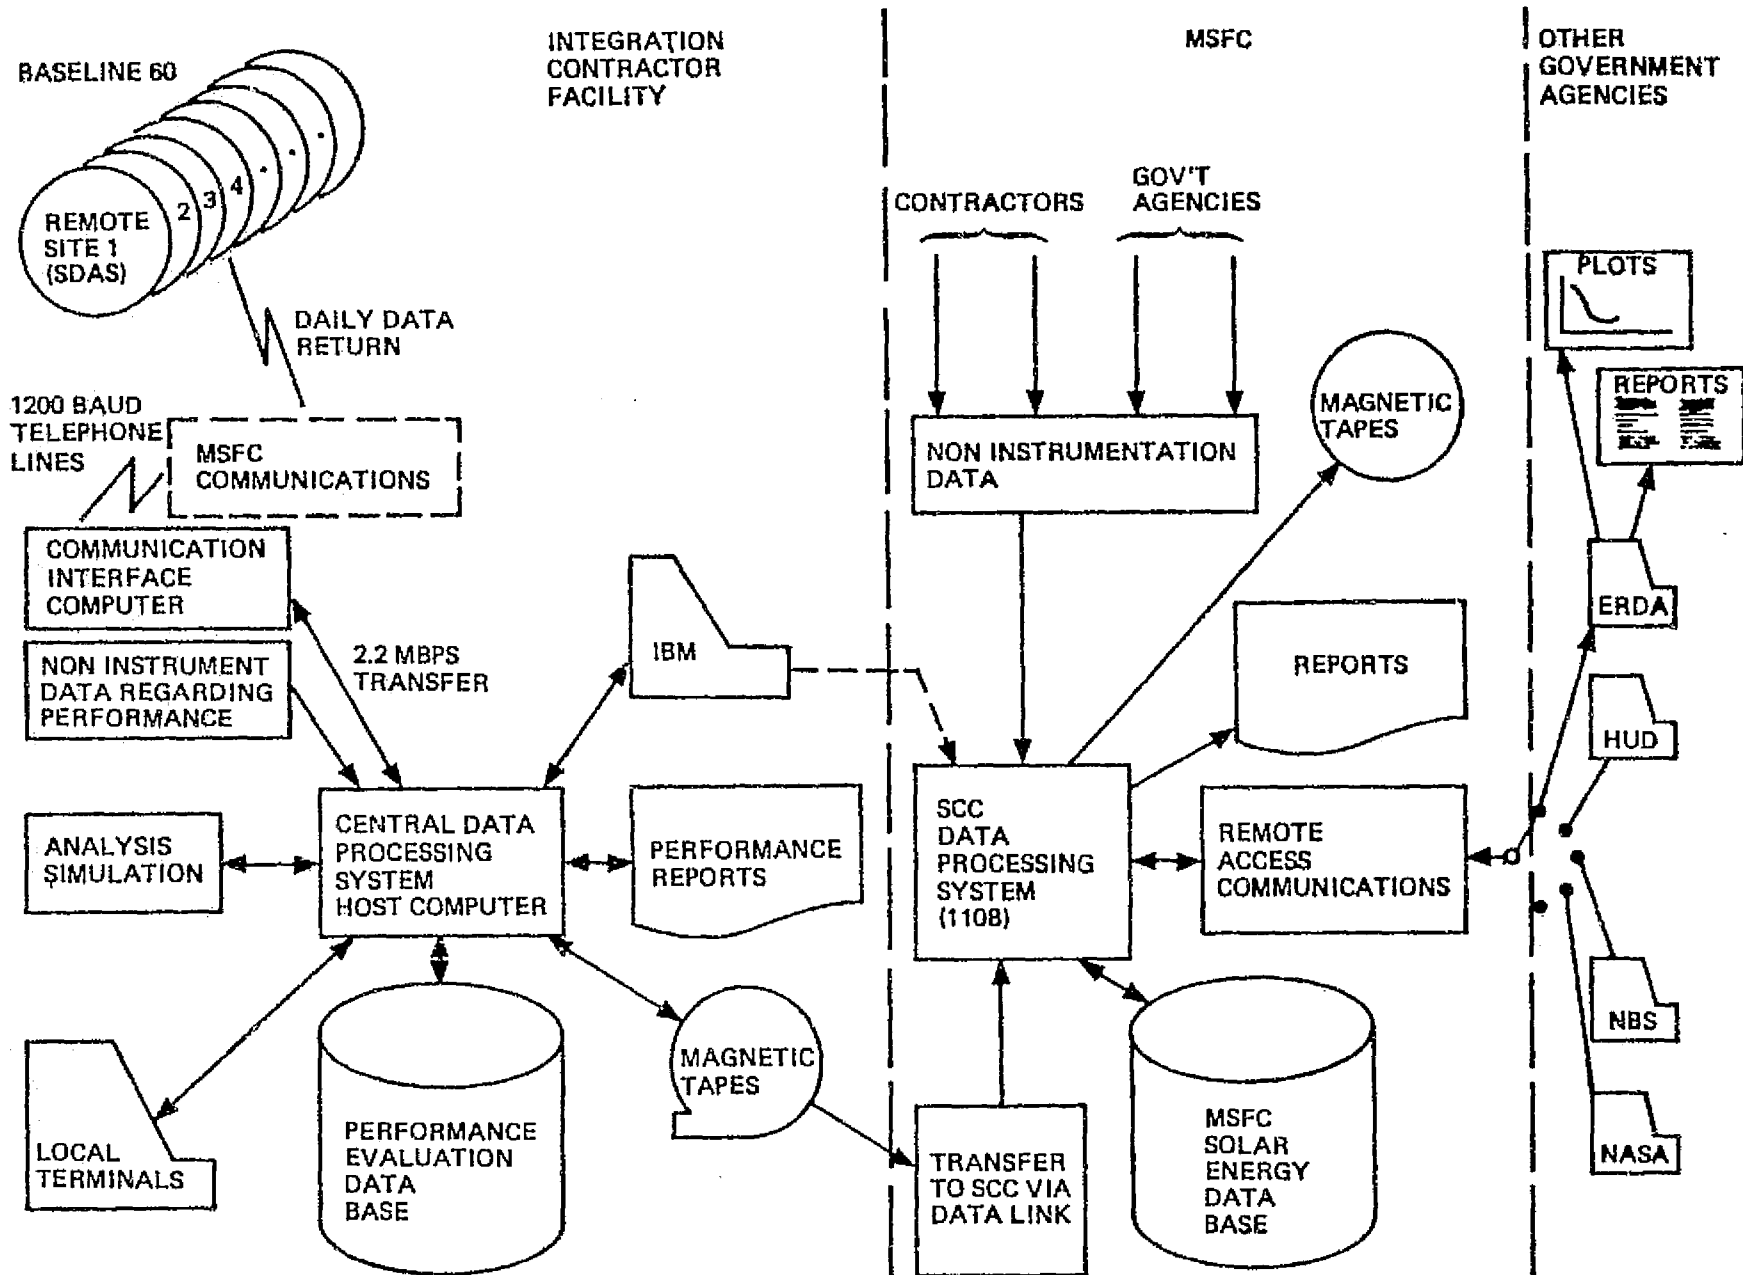 BASELINE 60
INTEGRATION
CONTRACTOR
FACILITY
MSFC
OTHER
GOVERNMENT
AGENCIES
REMOTE
SITE 1
(SDAS)
2
3
4
DAILY DATA
RETURN
1200 BAUD
TELEPHONE
LINES
MSFC
COMMUNICATIONS
COMMUNICATION
INTERFACE
COMPUTER
NON INSTRUMENT
DATA REGARDING
PERFORMANCE
2.2 MBPS
TRANSFER
IBM
ANALYSIS
SIMULATION
CENTRAL DATA
PROCESSING
SYSTEM
HOST COMPUTER
PERFORMANCE
REPORTS
LOCAL
TERMINALS
PERFORMANCE
EVALUATION
DATA
BASE
MAGNETIC
TAPES
CONTRACTORS
GOV'T
AGENCIES
NON INSTRUMENTATION
DATA
MAGNETIC
TAPES
REPORTS
SCC
DATA
PROCESSING
SYSTEM
(1108)
REMOTE
ACCESS
COMMUNICATIONS
TRANSFER
TO SCC VIA
DATA LINK
MSFC
SOLAR
ENERGY
DATA
BASE
PLOTS
REPORTS
ERDA
HUD
NBS
NASA